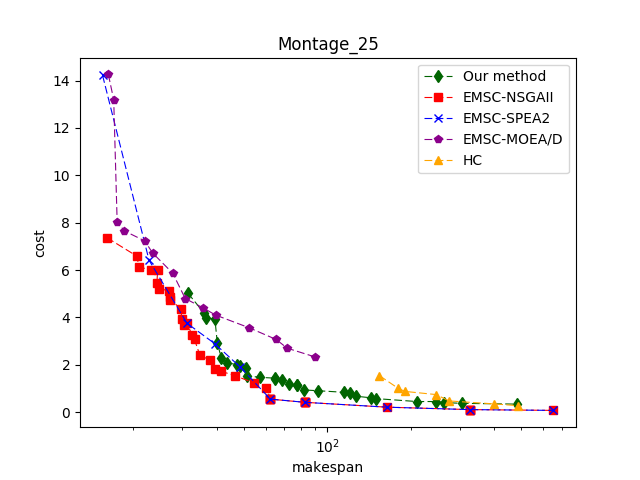 Montage_25
14
12
10
8
6
4
2
0
cost
10²
makespan
Our method
EMSC-NSGAII
EMSC-SPEA2
EMSC-MOEA/D
HC